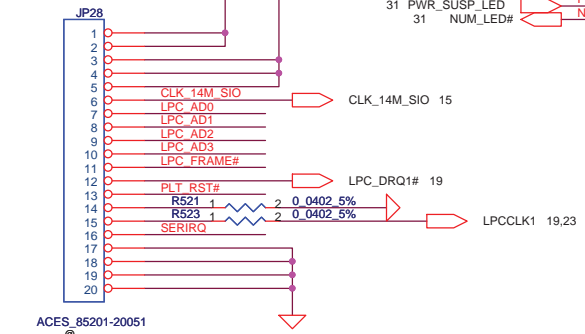 31 PWR_SUSP_LED
31 NUM_LED#
JP28
1
2
3
4
5
6 CLK_14M_SIO CLK_14M_SIO 15
7 LPC_AD0
8 LPC_AD1
9 LPC_AD2
10 LPC_AD3
11 LPC_FRAME#
12 LPC_DRQ1# 19
13 PLT_RST#
14 R521 1 2 0_0402_5%
15 R523 1 2 0_0402_5% LPCCLK1 19,23
16 SERIRQ
17
18
19
20
ACES_85201-20051